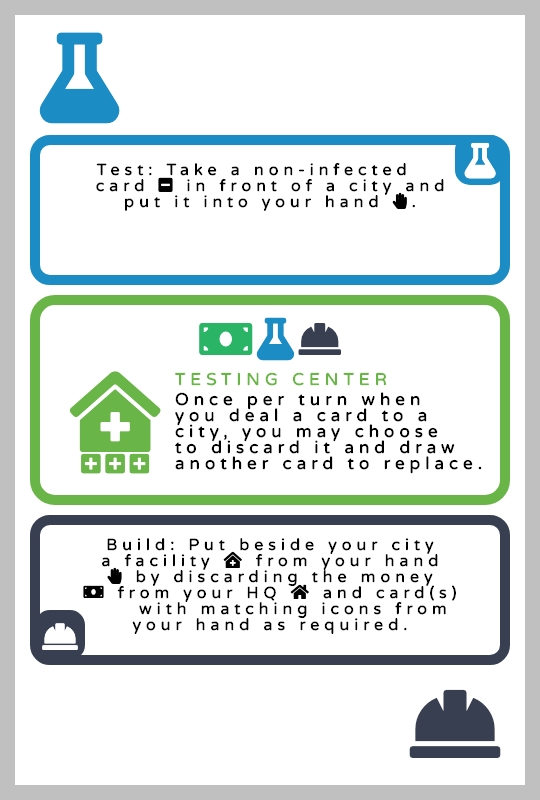 Test: Take a non-infected
card in front of a city and
put it into your hand .
TESTING CENTER
Once per turn when
you deal a card to a
city, you may choose
to discard it and draw
another card to replace.
Build: Put beside your city
a facility from your hand
by discarding the money
from your HQ and card(s)
with matching icons from
your hand as required.